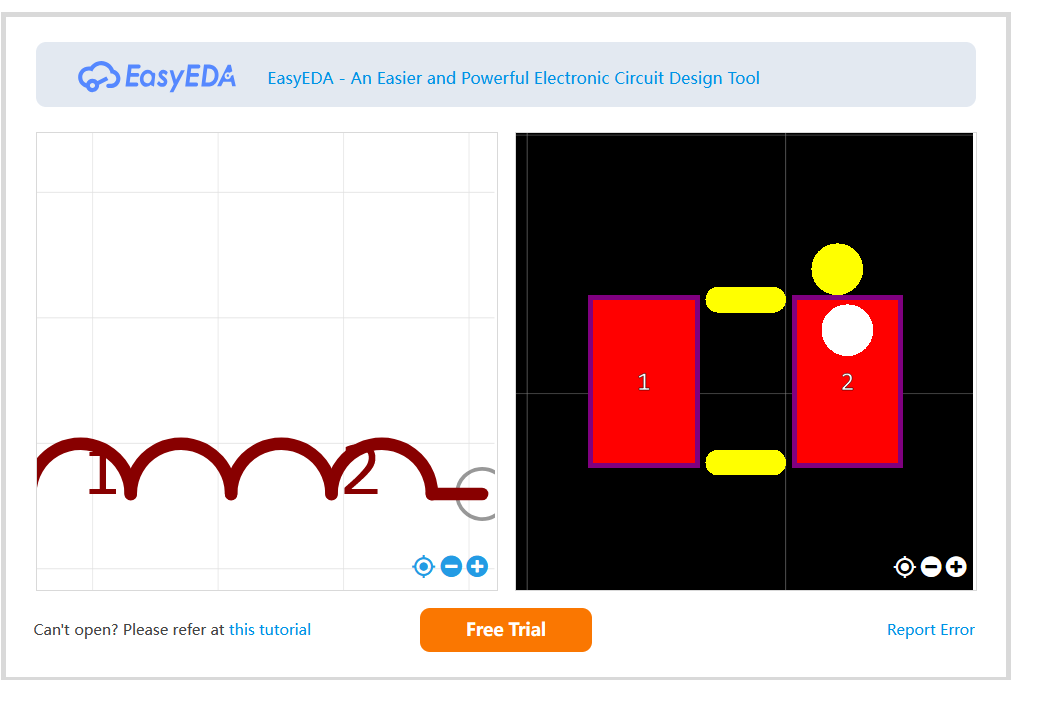 EasyEDA
EasyEDA - An Easier and Powerful Electronic Circuit Design Tool
1
2
1
2
Can't open? Please refer at this tutorial
Free Trial
Report Error